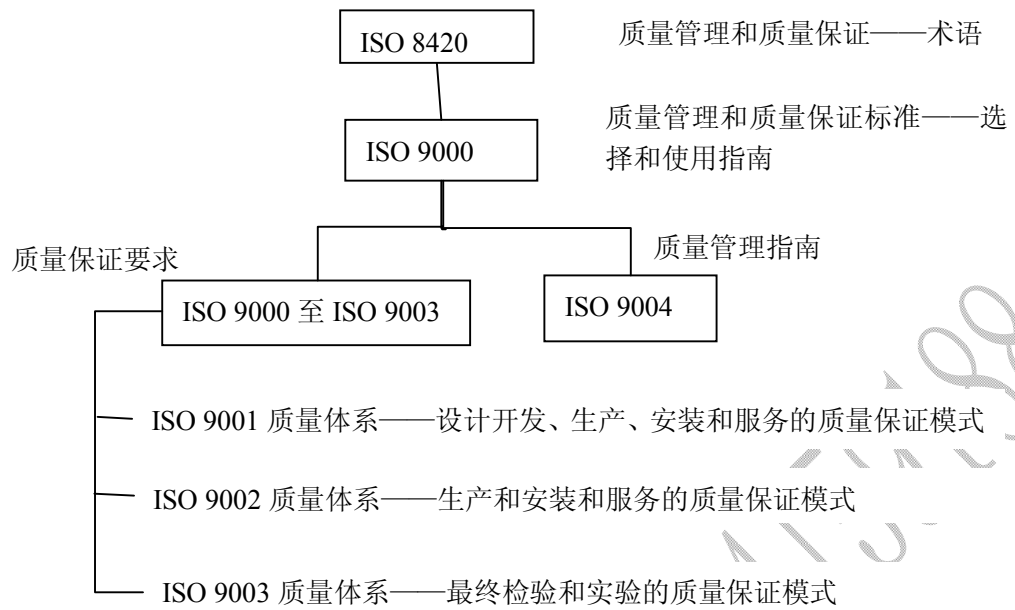 ISO 8420
质量管理和质量保证——术语
ISO 9000
质量管理和质量保证标准——选
择和使用指南
质量保证要求
质量管理指南
ISO 9000 至 ISO 9003
ISO 9004
ISO 9001 质量体系——设计开发、生产、安装和服务的质量保证模式
ISO 9002 质量体系——生产和安装和服务的质量保证模式
ISO 9003 质量体系——最终检验和实验的质量保证模式